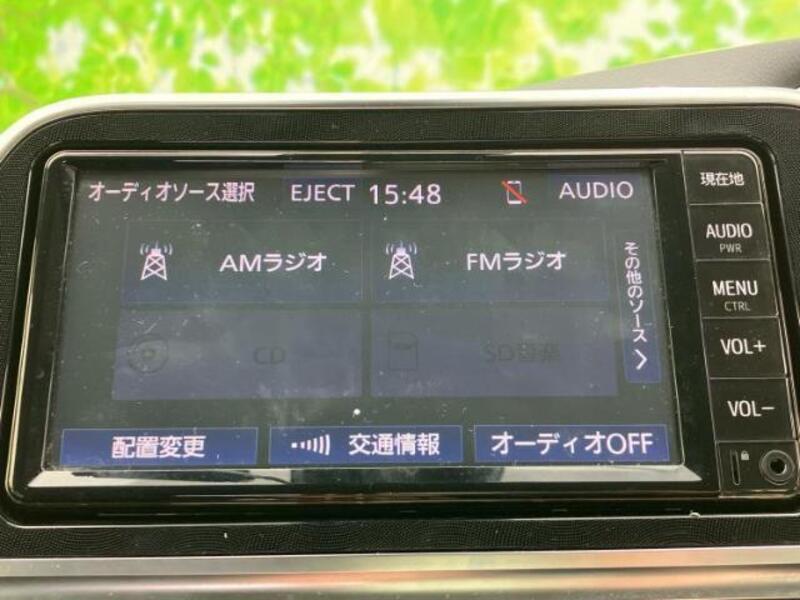 オーディオソース選択 EJECT 15:48 AUDIO
AMラジオ FMラジオ
CD SD音楽
その他のソース
配置変更 交通情報 オーディオOFF
現在地
AUDIO
PWR
MENU
CTRL
VOL+
VOL-